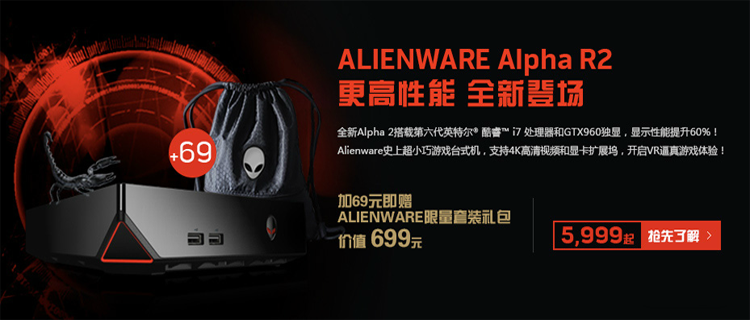 ALIENWARE Alpha R2
更高性能 全新登场
全新Alpha 2搭载第六代英特尔® 酷睿™ i7 处理器和GTX960独显，显示性能提升60%！
Alienware史上超小巧游戏台式机，支持4K高清视频和显卡扩展坞，开启VR逼真游戏体验！
+69
加69元即赠
ALIENWARE限量套装礼包
价值 699元
5,999起 抢先了解 >